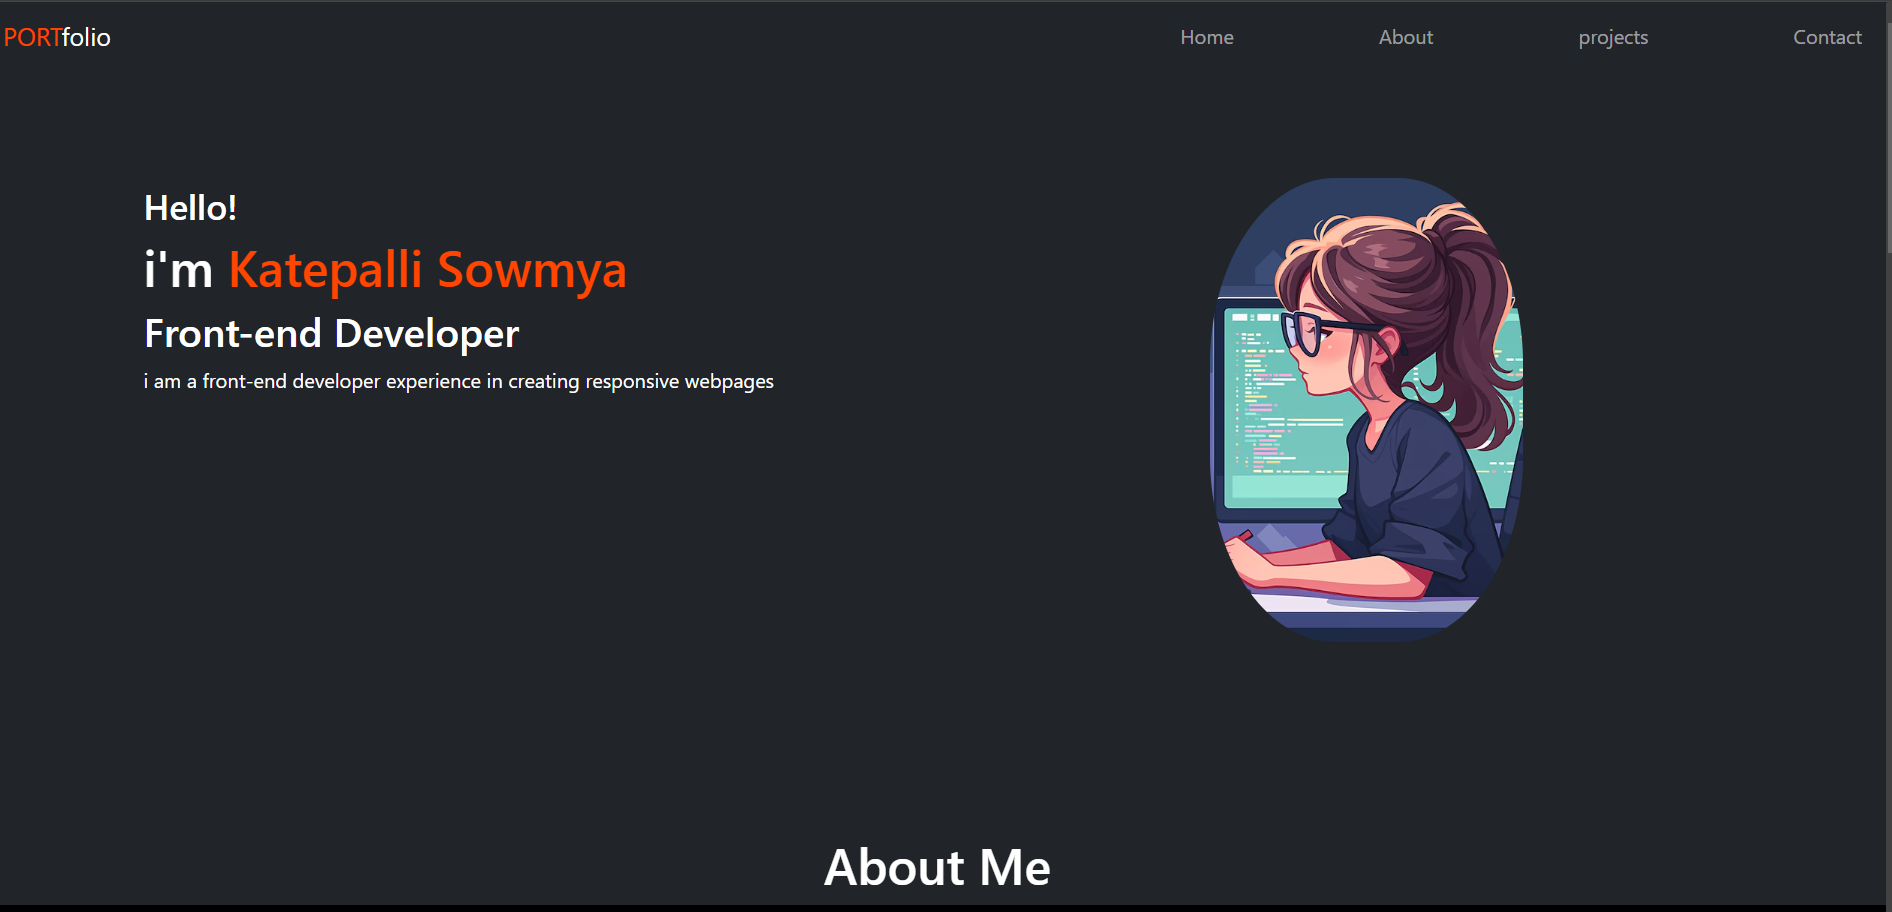 PORTfolio
Home About projects Contact
Hello!
i'm Katepalli Sowmya
Front-end Developer
i am a front-end developer experience in creating responsive webpages
About Me